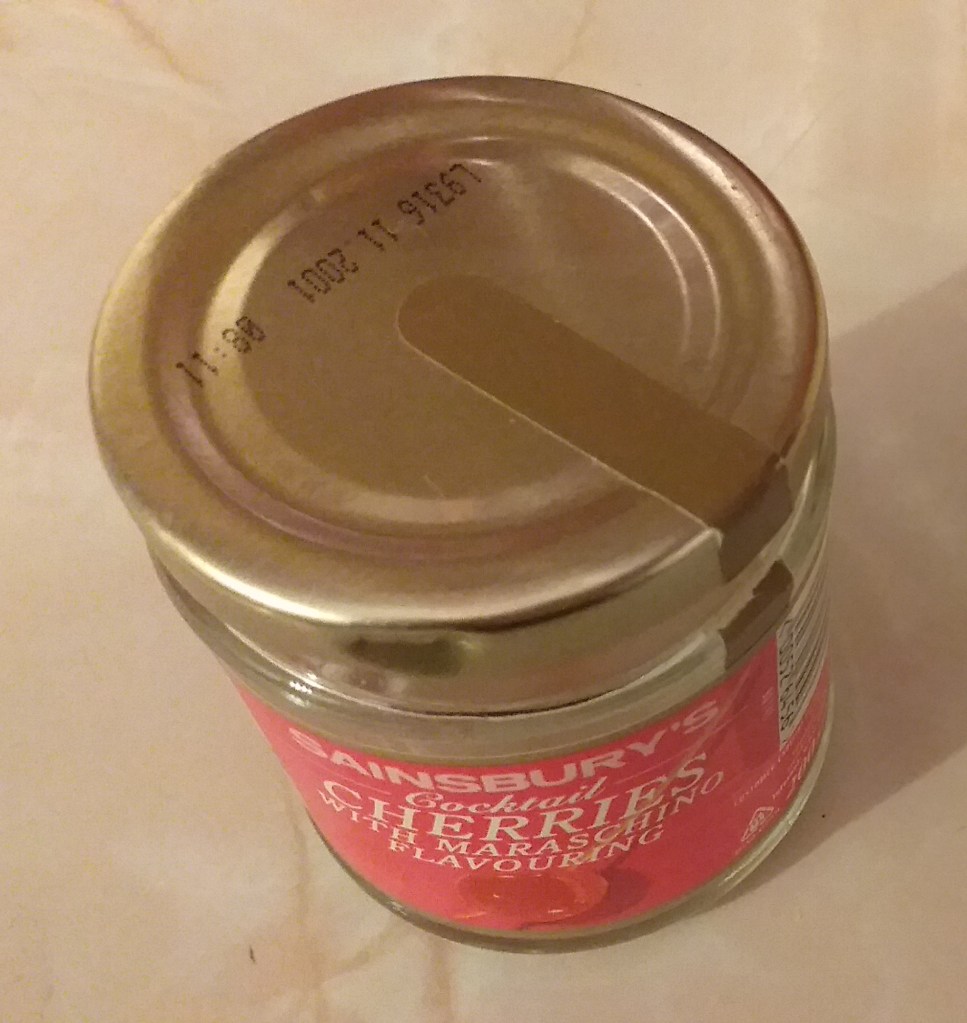 L9316 11.2001 08:11
SAINSBURY'S
Cocktail
CHERRIES
WITH MARASCHINO
FLAVOURING